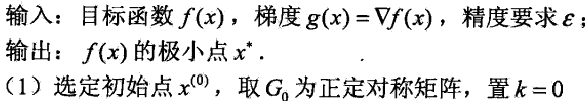 输入：目标函数 f(x)，梯度 g(x) = ∇f(x)，精度要求 ε；
输出：f(x) 的极小点 x*．
（1）选定初始点 x⁽⁰⁾，取 G₀ 为正定对称矩阵，置 k = 0